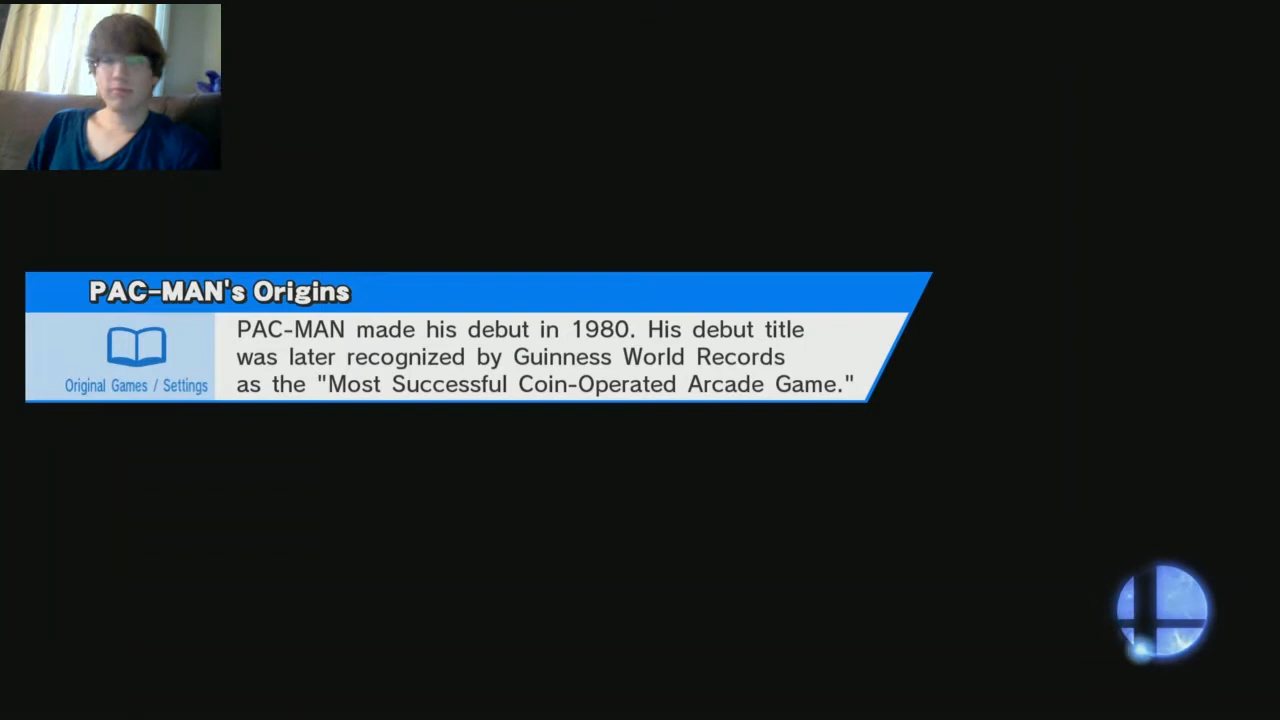 PAC-MAN's Origins
PAC-MAN made his debut in 1980. His debut title
was later recognized by Guinness World Records
as the "Most Successful Coin-Operated Arcade Game."
Original Games / Settings